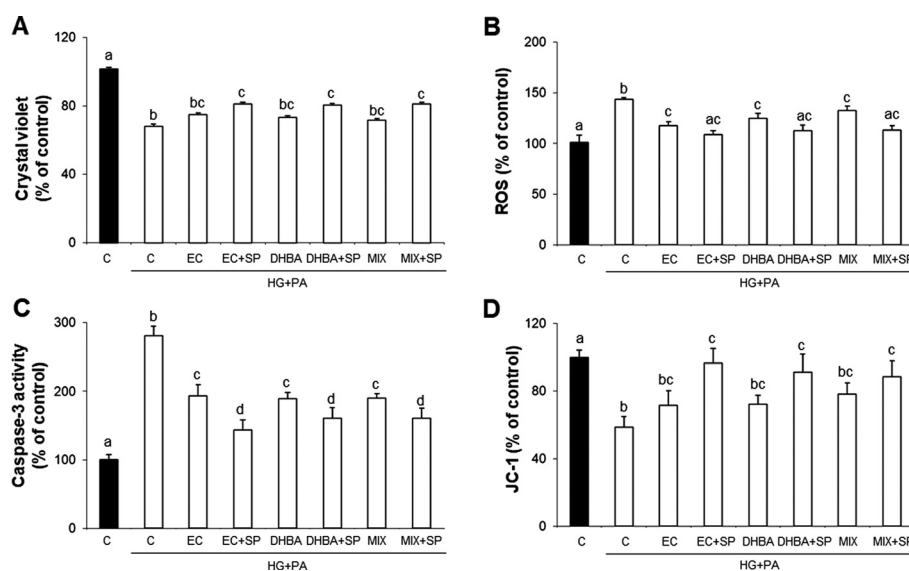 A
Crystal violet
(% of control)
120
80
40
0
a
b
bc
c
bc
c
bc
c
C
C EC EC+SP DHBA DHBA+SP MIX MIX+SP
HG+PA
B
ROS (% of control)
200
150
100
50
0
a
b
c
ac
c
ac
c
ac
C
C EC EC+SP DHBA DHBA+SP MIX MIX+SP
HG+PA
C
Caspase-3 activity
(% of control)
300
200
100
0
a
b
c
d
c
d
c
d
C
C EC EC+SP DHBA DHBA+SP MIX MIX+SP
HG+PA
D
JC-1 (% of control)
120
80
40
0
a
b
bc
c
bc
c
bc
c
C
C EC EC+SP DHBA DHBA+SP MIX MIX+SP
HG+PA